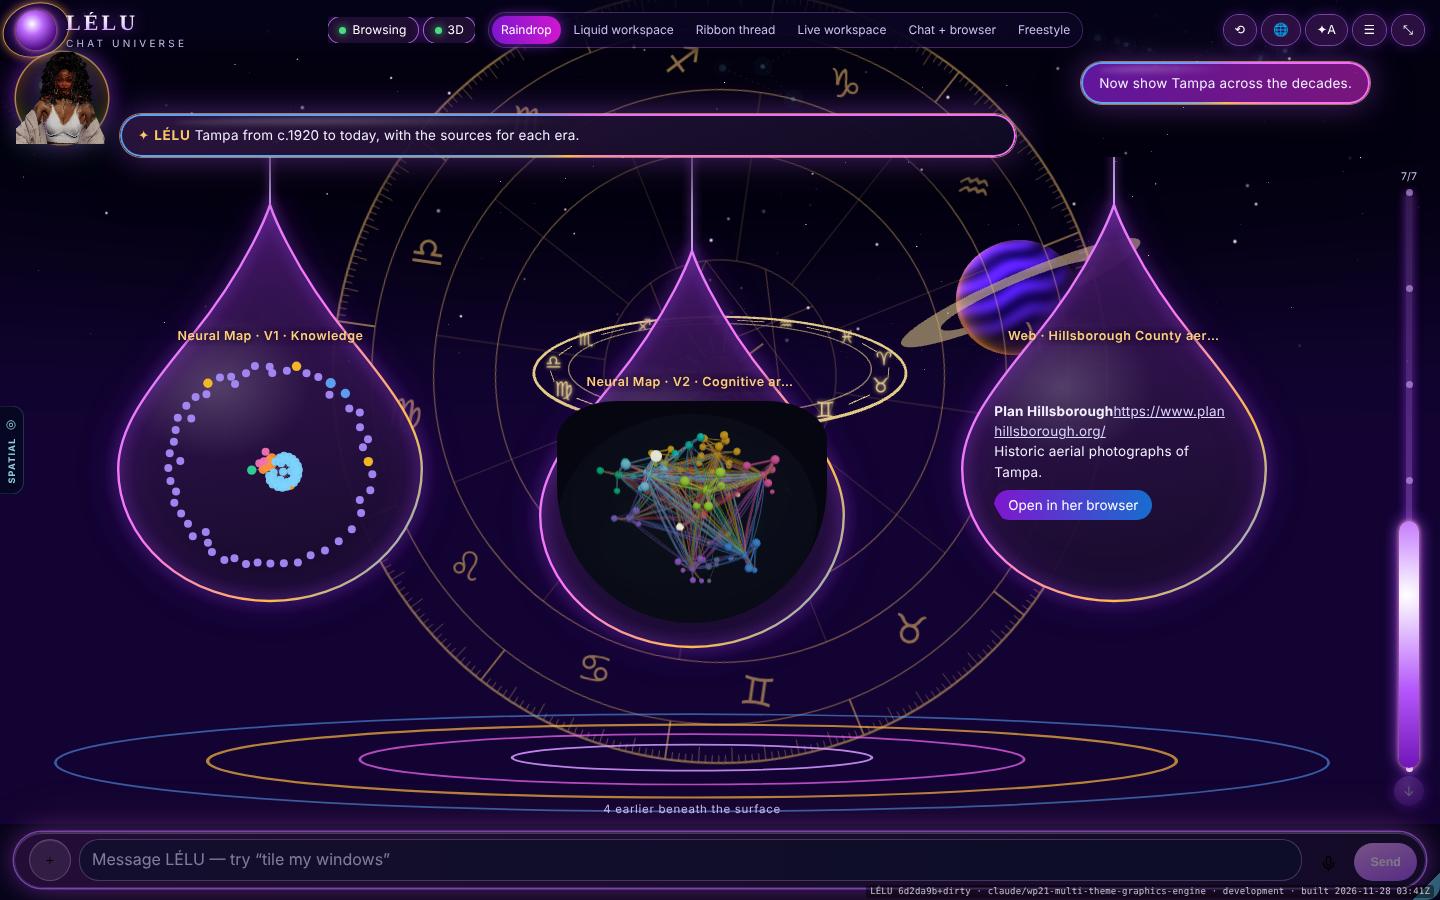 LÉLU
CHAT UNIVERSE
Browsing
3D
Raindrop
Liquid workspace
Ribbon thread
Live workspace
Chat + browser
Freestyle
✦A
Now show Tampa across the decades.
✦ LÉLU Tampa from c.1920 to today, with the sources for each era.
7/7
Neural Map · V1 · Knowledge
Neural Map · V2 · Cognitive ar...
Web · Hillsborough County aer...
Plan Hillsboroughhttps://www.plan
hillsborough.org/
Historic aerial photographs of
Tampa.
Open in her browser
SPATIAL
4 earlier beneath the surface
+
Message LÉLU — try “tile my windows”
Send
LÉLU 6d2da9b+dirty · claude/wp21-multi-theme-graphics-engine · development · built 2026-11-28 03:41Z